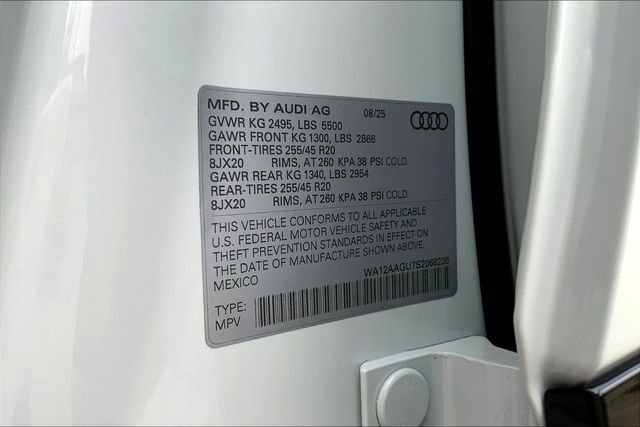 MFD. BY AUDI AG 08/25
GVWR KG 2495, LBS 5500
GAWR FRONT KG 1300, LBS 2866
FRONT-TIRES 255/45 R20
8JX20 RIMS, AT 260 KPA 38 PSI COLD
GAWR REAR KG 1340, LBS 2954
REAR-TIRES 255/45 R20
8JX20 RIMS, AT 260 KPA 38 PSI COLD
THIS VEHICLE CONFORMS TO ALL APPLICABLE
U.S. FEDERAL MOTOR VEHICLE SAFETY AND
THEFT PREVENTION STANDARDS IN EFFECT ON
THE DATE OF MANUFACTURE SHOWN ABOVE.
MEXICO WA12AAGU7S2068236
TYPE:
MPV